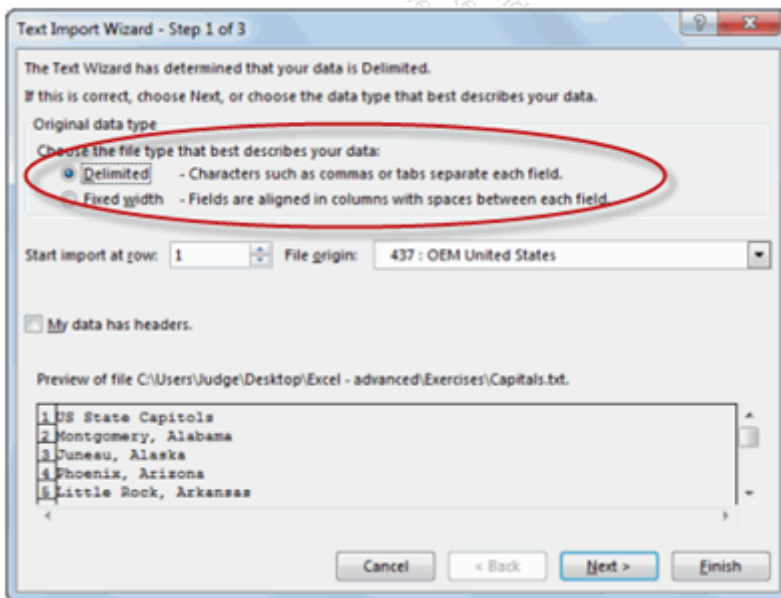 Text Import Wizard - Step 1 of 3
The Text Wizard has determined that your data is Delimited.
If this is correct, choose Next, or choose the data type that best describes your data.
Original data type
Choose the file type that best describes your data:
Delimited - Characters such as commas or tabs separate each field.
Fixed width - Fields are aligned in columns with spaces between each field.
Start import at row: 1 File origin: 437 : OEM United States
My data has headers.
Preview of file C:\Users\Judge\Desktop\Excel - advanced\Exercises\Capitals.txt.
1 US State Capitols
2 Montgomery, Alabama
3 Juneau, Alaska
4 Phoenix, Arizona
5 Little Rock, Arkansas
Cancel < Back Next > Finish